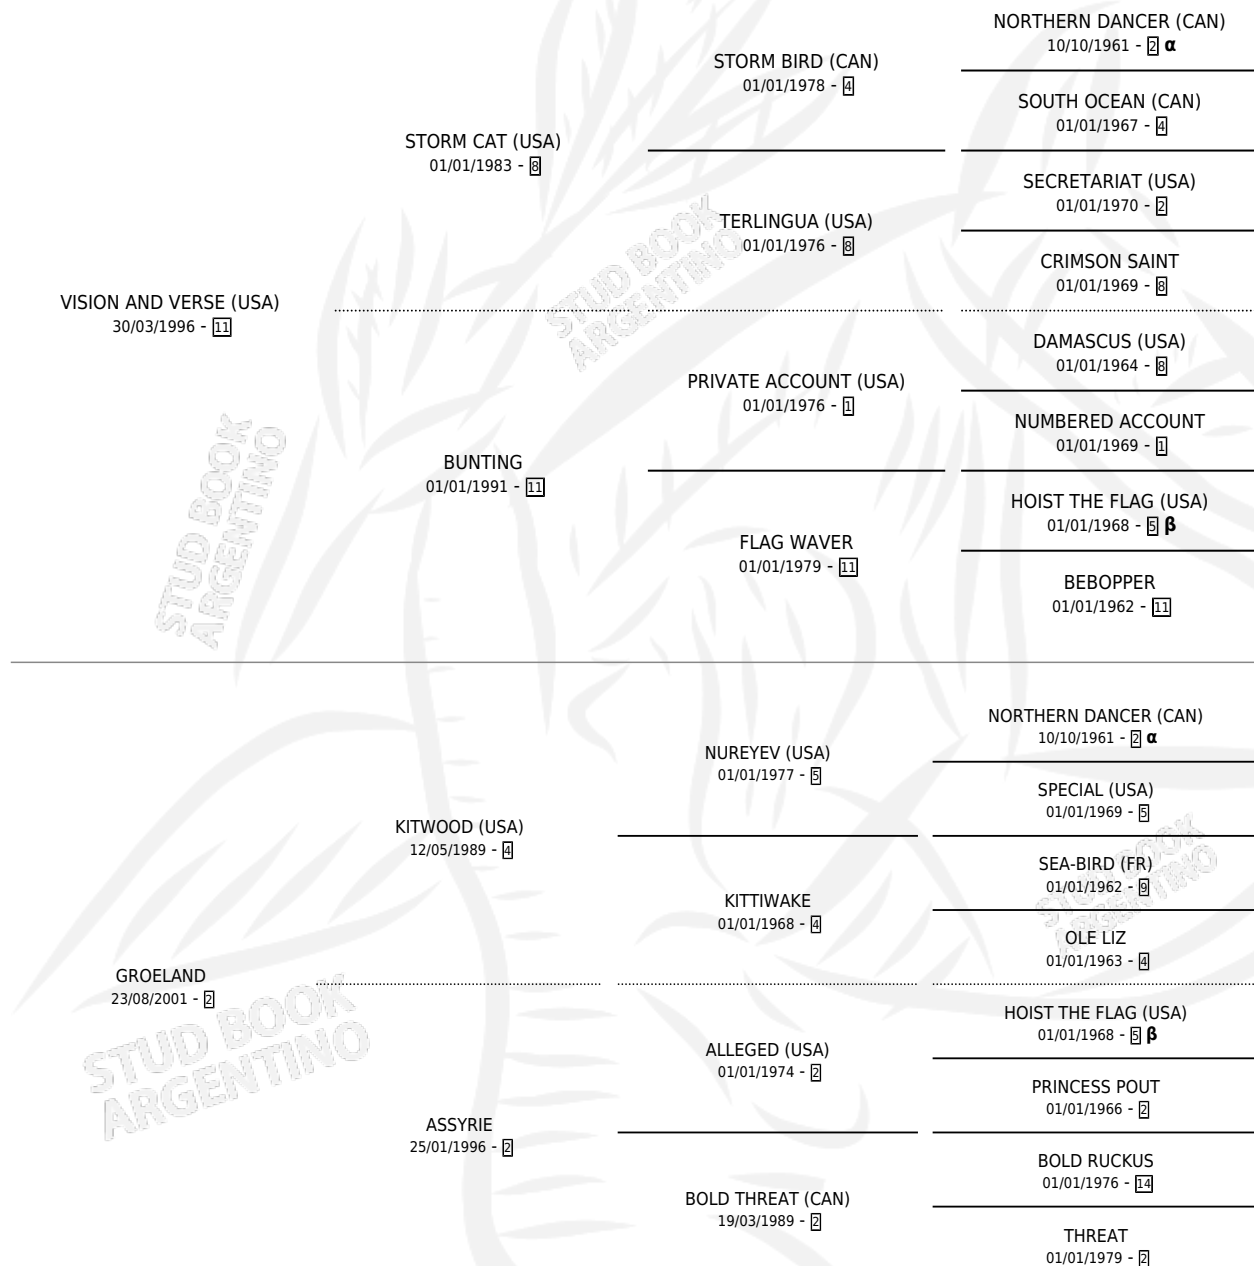 NORTHERN DANCER (CAN)
10/10/1961 - 2 α
STORM BIRD (CAN)
01/01/1978 - 4
SOUTH OCEAN (CAN)
01/01/1967 - 4
STORM CAT (USA)
01/01/1983 - 8
SECRETARIAT (USA)
01/01/1970 - 2
TERLINGUA (USA)
01/01/1976 - 8
CRIMSON SAINT
01/01/1969 - 8
VISION AND VERSE (USA)
30/03/1996 - 11
DAMASCUS (USA)
01/01/1964 - 8
PRIVATE ACCOUNT (USA)
01/01/1976 - 1
NUMBERED ACCOUNT
01/01/1969 - 1
BUNTING
01/01/1991 - 11
HOIST THE FLAG (USA)
01/01/1968 - 5 β
FLAG WAVER
01/01/1979 - 11
BEBOPPER
01/01/1962 - 11
NORTHERN DANCER (CAN)
10/10/1961 - 2 α
NUREYEV (USA)
01/01/1977 - 5
SPECIAL (USA)
01/01/1969 - 5
KITWOOD (USA)
12/05/1989 - 4
SEA-BIRD (FR)
01/01/1962 - 9
KITTIWAKE
01/01/1968 - 4
OLE LIZ
01/01/1963 - 4
GROELAND
23/08/2001 - 2
HOIST THE FLAG (USA)
01/01/1968 - 5 β
ALLEGED (USA)
01/01/1974 - 2
PRINCESS POUT
01/01/1966 - 2
ASSYRIE
25/01/1996 - 2
BOLD RUCKUS
01/01/1976 - 14
BOLD THREAT (CAN)
19/03/1989 - 2
THREAT
01/01/1979 - 2
STUD BOOK
ARGENTINO
STUD BOOK
ARGENTINO
STUD BOOK
ARGENTINO
STUD BOOK
ARGENTINO